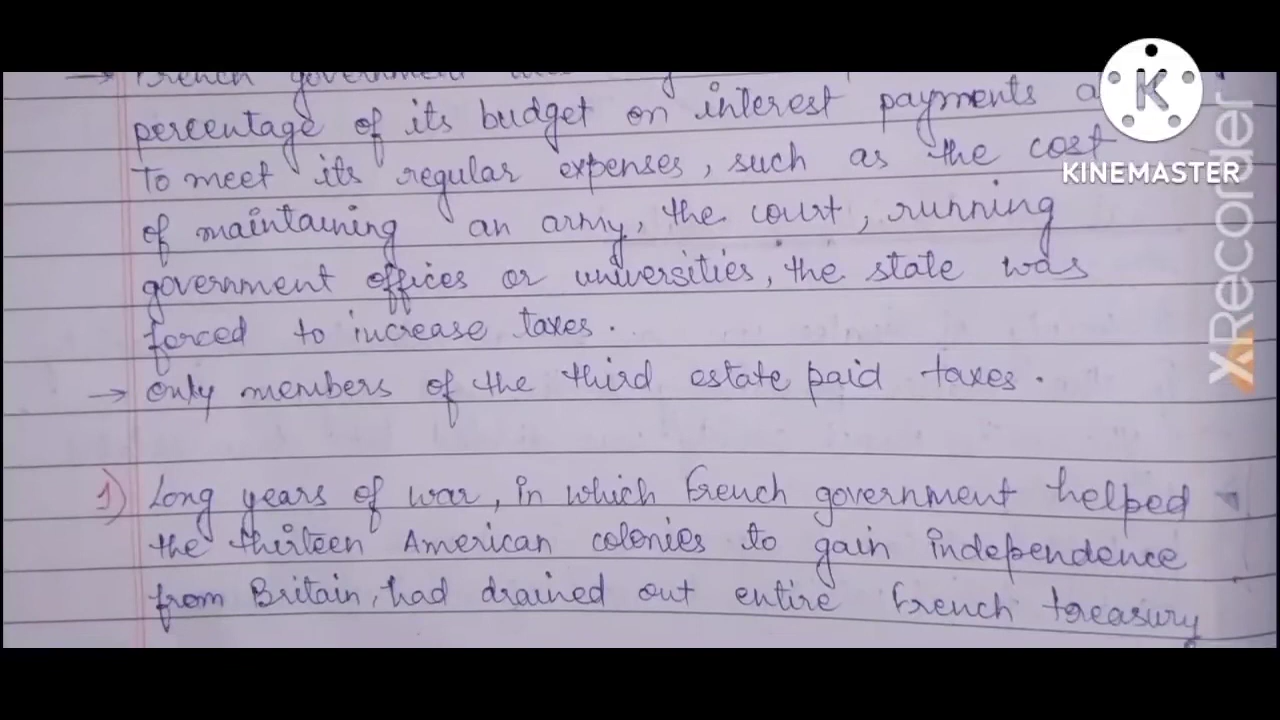 → French government
percentage of its budget on interest payments
To meet its regular expenses, such as the cost
of maintaining an army, the court, running
government offices or universities, the state was
forced to increase taxes.
→ Only members of the third estate paid taxes.
1) Long years of war, in which French government helped
the thirteen American colonies to gain independence
from Britain, had drained out entire French treasury
K
KINEMASTER
XRecorder